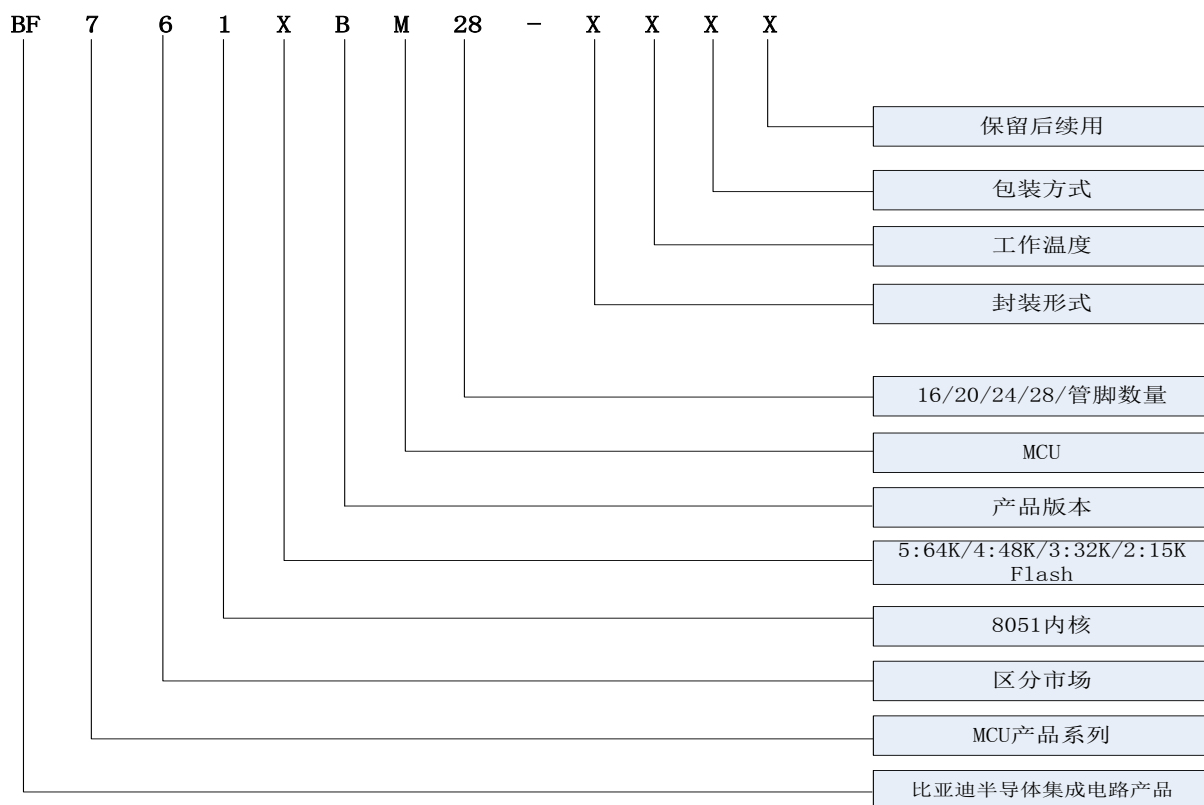 BF 7 6 1 X B M 28 - X X X X
保留后续用
包装方式
工作温度
封装形式
16/20/24/28/管脚数量
MCU
产品版本
5:64K/4:48K/3:32K/2:15K
Flash
8051内核
区分市场
MCU产品系列
比亚迪半导体集成电路产品